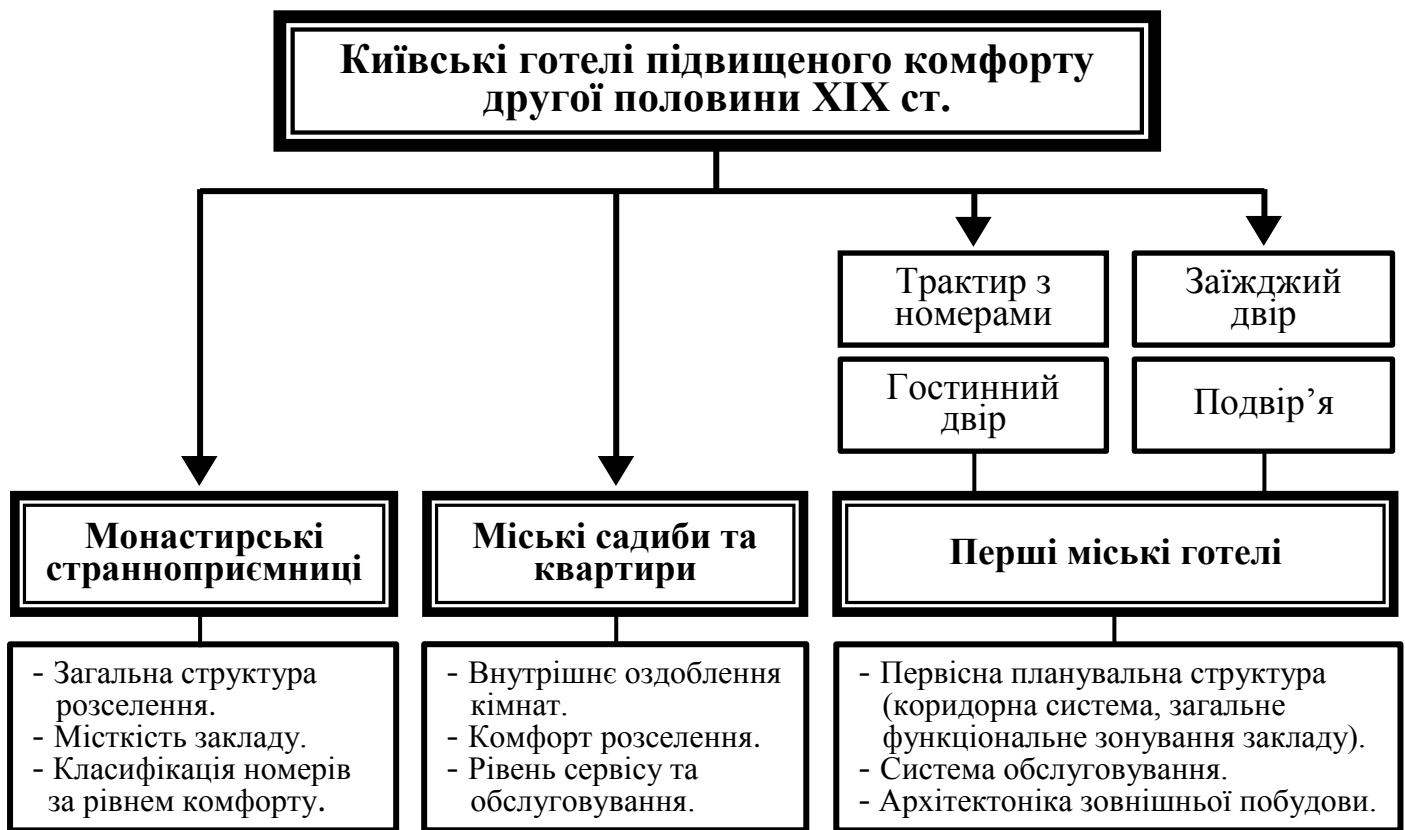 Київські готелі підвищеного комфорту
другої половини ХІХ ст.
Трактир з
номерами
Заїжджий
двір
Гостинний
двір
Подвір’я
Монастирські
странноприємниці
Міські садиби та
квартири
Перші міські готелі
- Загальна структура
розселення.
- Місткість закладу.
- Класифікація номерів
за рівнем комфорту.
- Внутрішнє оздоблення
кімнат.
- Комфорт розселення.
- Рівень сервісу та
обслуговування.
- Первісна планувальна структура
(коридорна система, загальне
функціональне зонування закладу).
- Система обслуговування.
- Архітектоніка зовнішньої побудови.